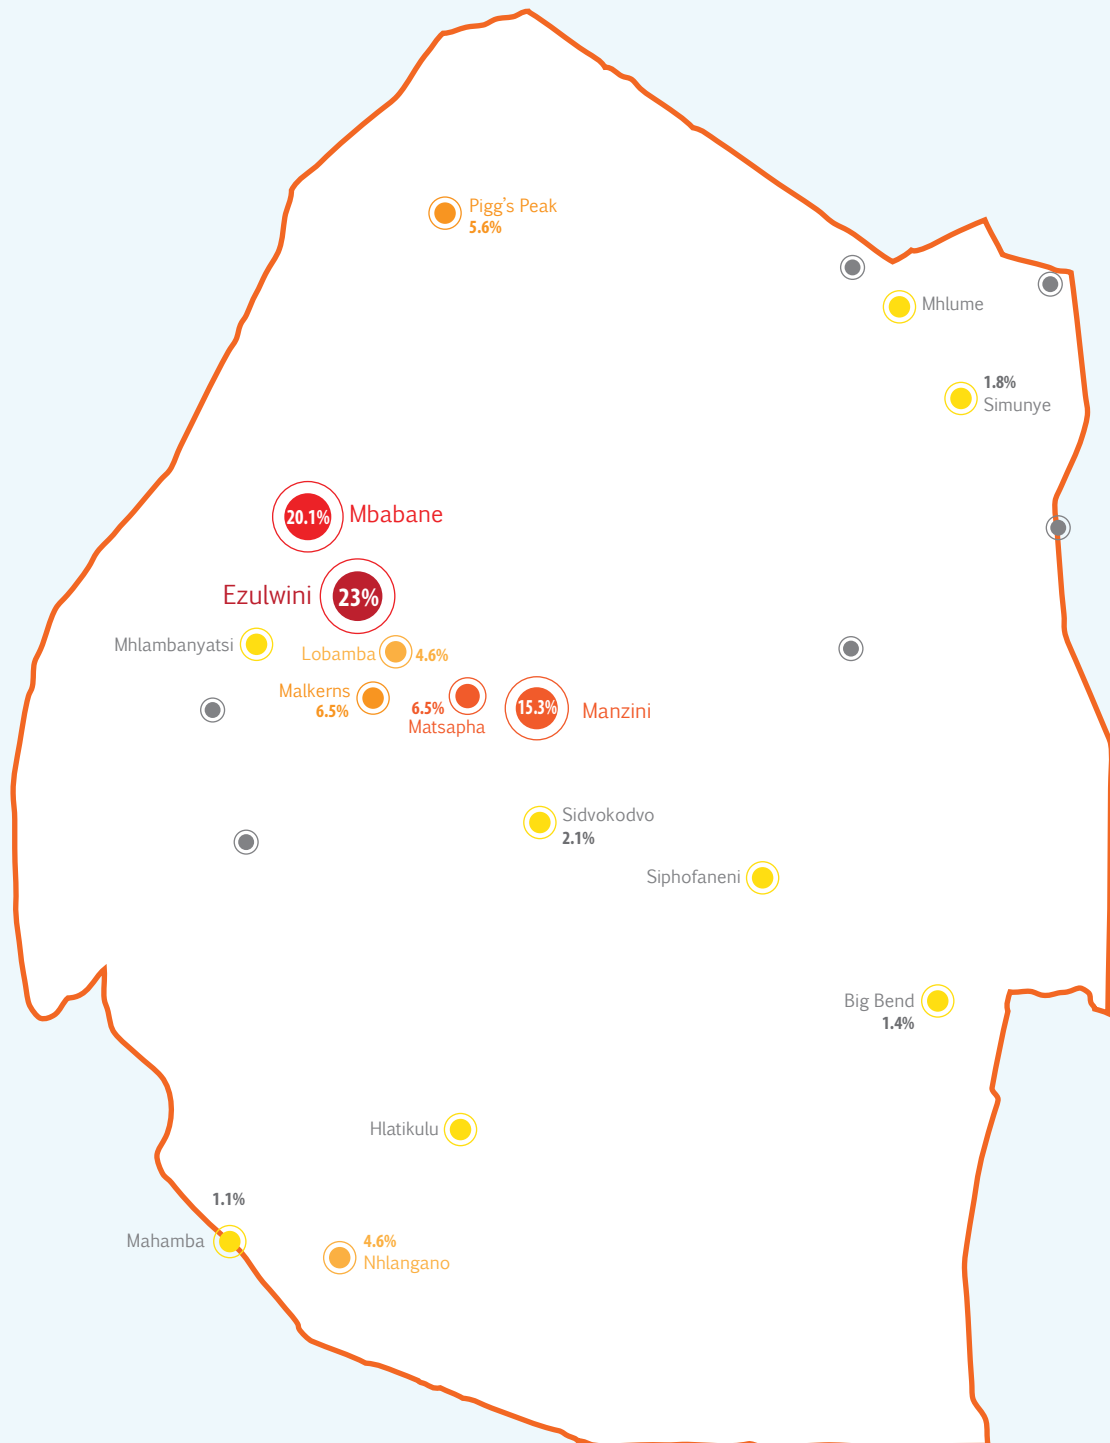 Pigg's Peak
5.6%
Mhlume
1.8%
Simunye
20.1%
Mbabane
Ezulwini
23%
Mhlambanyatsi
Lobamba
4.6%
Malkerns
6.5%
6.5%
Matsapha
15.3%
Manzini
Sidvokodvo
2.1%
Siphofaneni
Big Bend
1.4%
Hlatikulu
1.1%
Mahamba
4.6%
Nhlangano